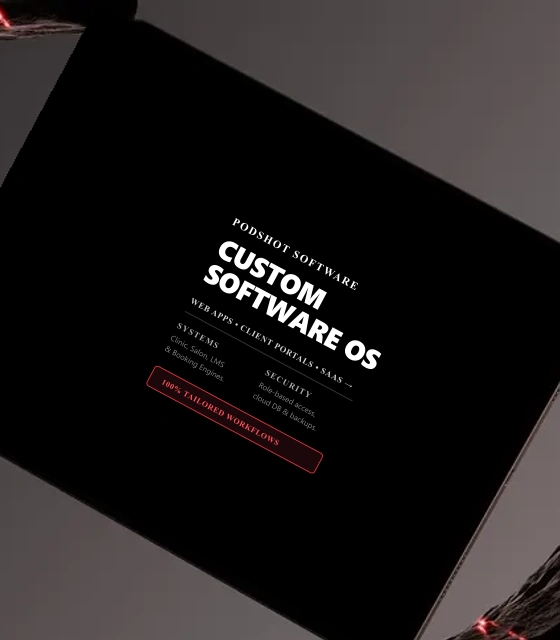 PODSHOT SOFTWARE
CUSTOM
SOFTWARE OS
WEB APPS • CLIENT PORTALS • SAAS —
SYSTEMS
Clinic, Salon, LMS
& Booking Engines.
SECURITY
Role-based access,
cloud DB & backups.
100% TAILORED WORKFLOWS